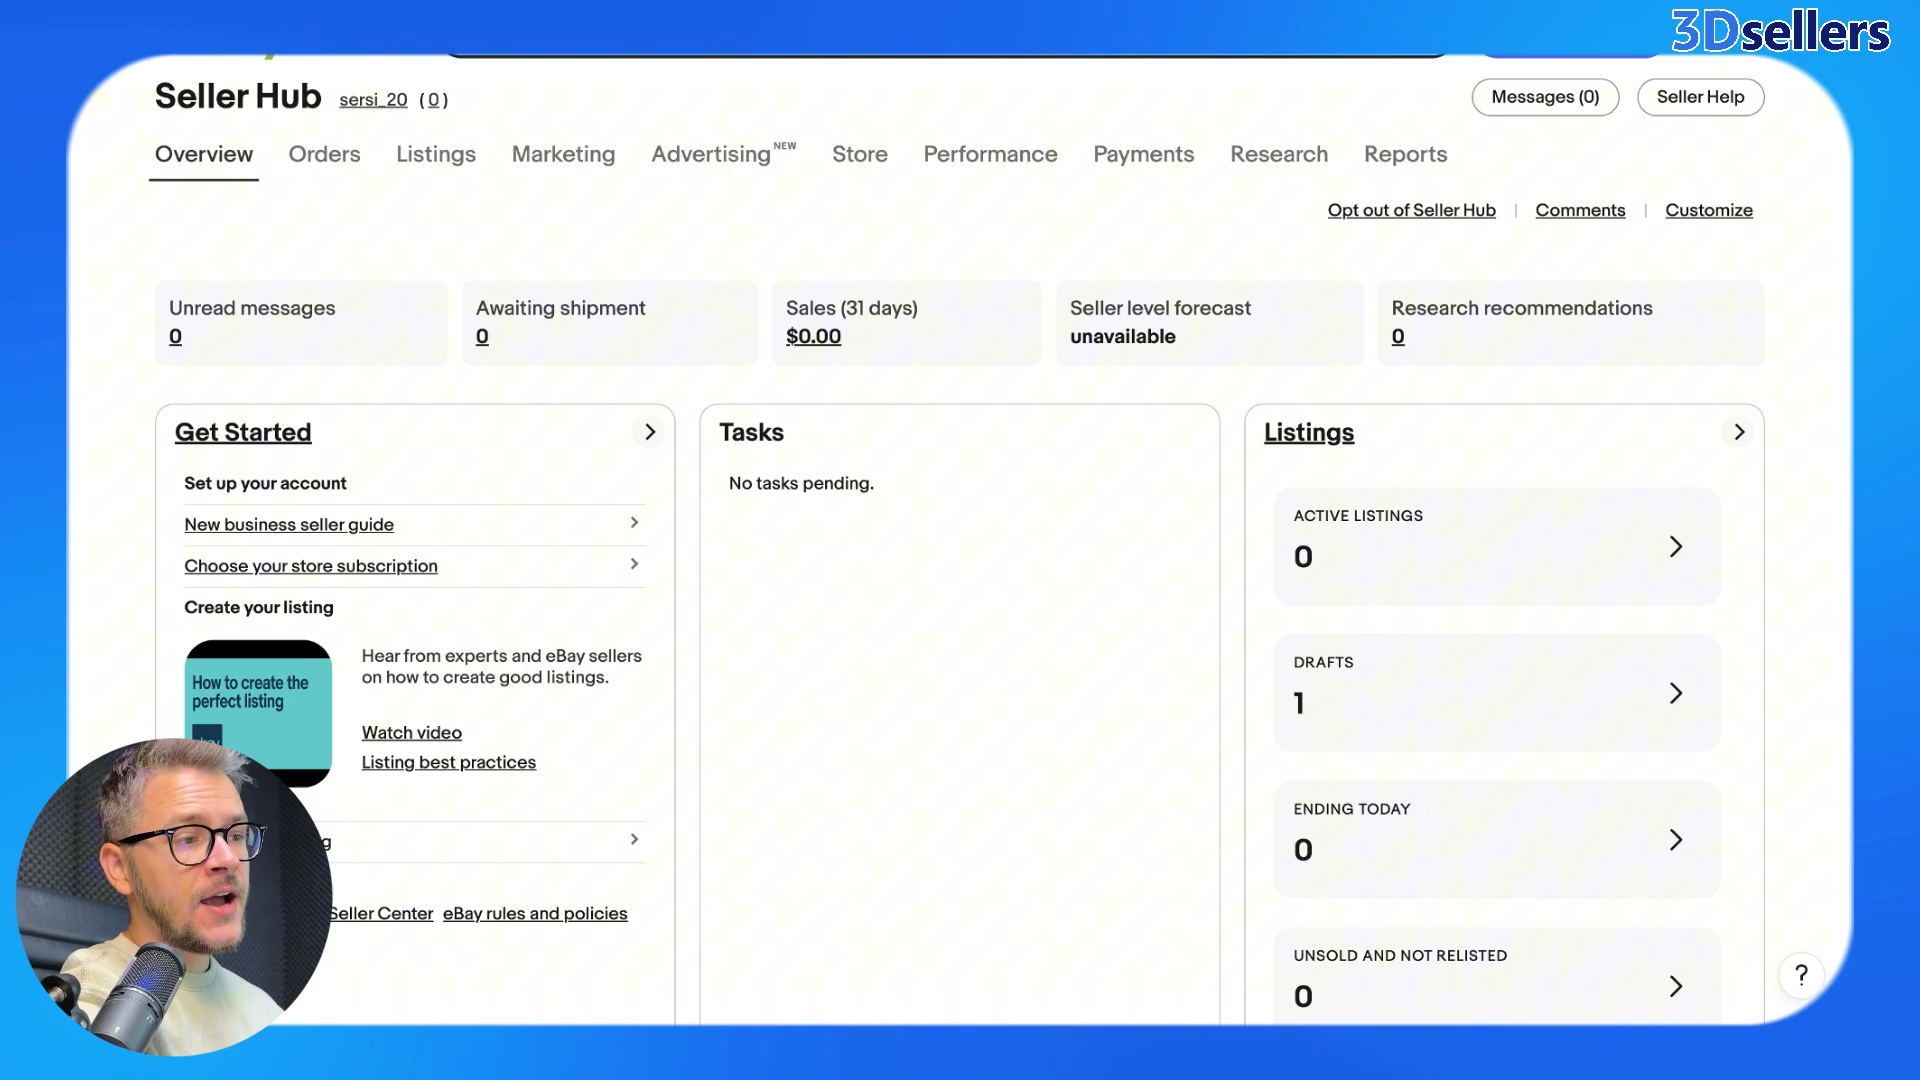 3Dsellers
Seller Hub sersi_20 (0)
Messages (0) Seller Help
Overview Orders Listings Marketing Advertising NEW Store Performance Payments Research Reports
Opt out of Seller Hub | Comments | Customize
Unread messages
0
Awaiting shipment
0
Sales (31 days)
$0.00
Seller level forecast
unavailable
Research recommendations
0
Get Started
Set up your account
New business seller guide
Choose your store subscription
Create your listing
How to create the
perfect listing
Hear from experts and eBay sellers
on how to create good listings.
Watch video
Listing best practices
Seller Center eBay rules and policies
Tasks
No tasks pending.
Listings
ACTIVE LISTINGS
0
DRAFTS
1
ENDING TODAY
0
UNSOLD AND NOT RELISTED
0
?